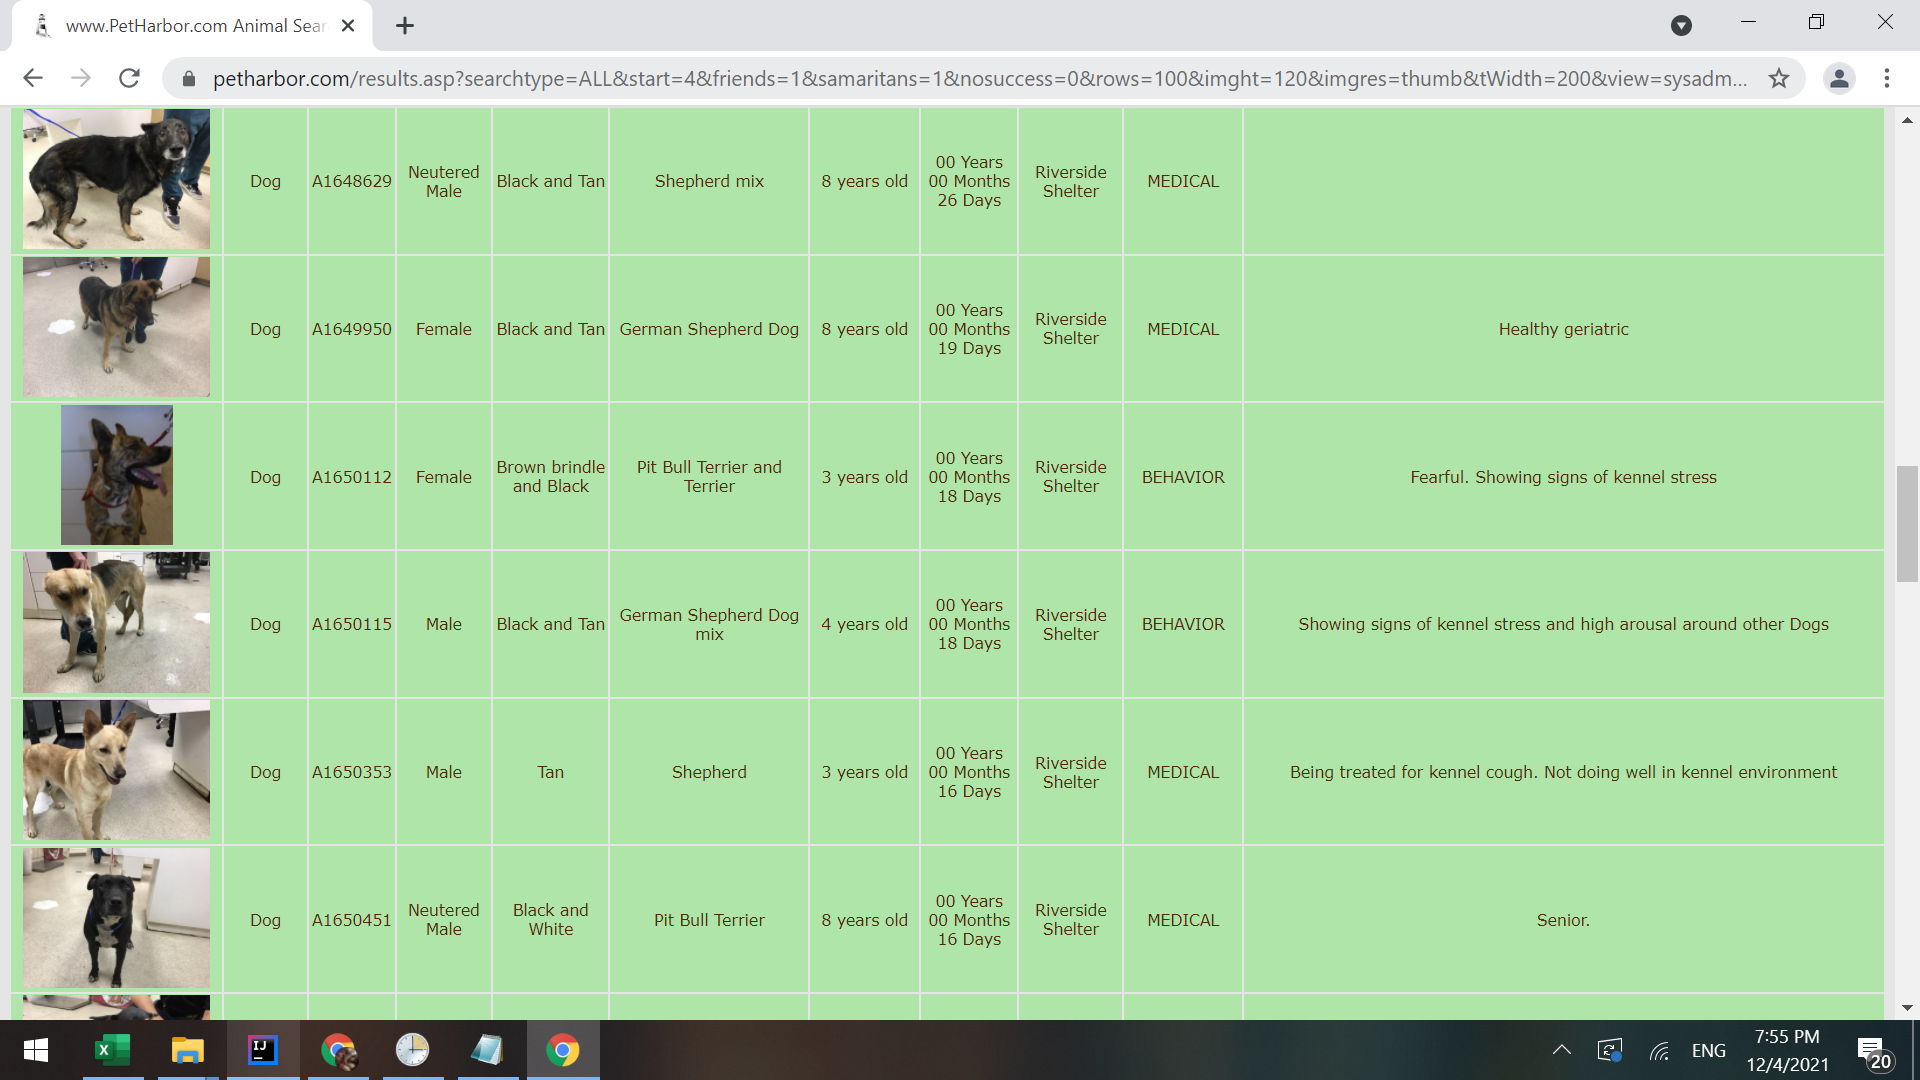 www.PetHarbor.com Animal Sear
petharbor.com/results.asp?searchtype=ALL&start=4&friends=1&samaritans=1&nosuccess=0&rows=100&imght=120&imgres=thumb&tWidth=200&view=sysadm...
Dog A1648629 Neutered Male Black and Tan Shepherd mix 8 years old 00 Years 00 Months 26 Days Riverside Shelter MEDICAL
Dog A1649950 Female Black and Tan German Shepherd Dog 8 years old 00 Years 00 Months 19 Days Riverside Shelter MEDICAL Healthy geriatric
Dog A1650112 Female Brown brindle and Black Pit Bull Terrier and Terrier 3 years old 00 Years 00 Months 18 Days Riverside Shelter BEHAVIOR Fearful. Showing signs of kennel stress
Dog A1650115 Male Black and Tan German Shepherd Dog mix 4 years old 00 Years 00 Months 18 Days Riverside Shelter BEHAVIOR Showing signs of kennel stress and high arousal around other Dogs
Dog A1650353 Male Tan Shepherd 3 years old 00 Years 00 Months 16 Days Riverside Shelter MEDICAL Being treated for kennel cough. Not doing well in kennel environment
Dog A1650451 Neutered Male Black and White Pit Bull Terrier 8 years old 00 Years 00 Months 16 Days Riverside Shelter MEDICAL Senior.
IJ
ENG
7:55 PM
12/4/2021
20